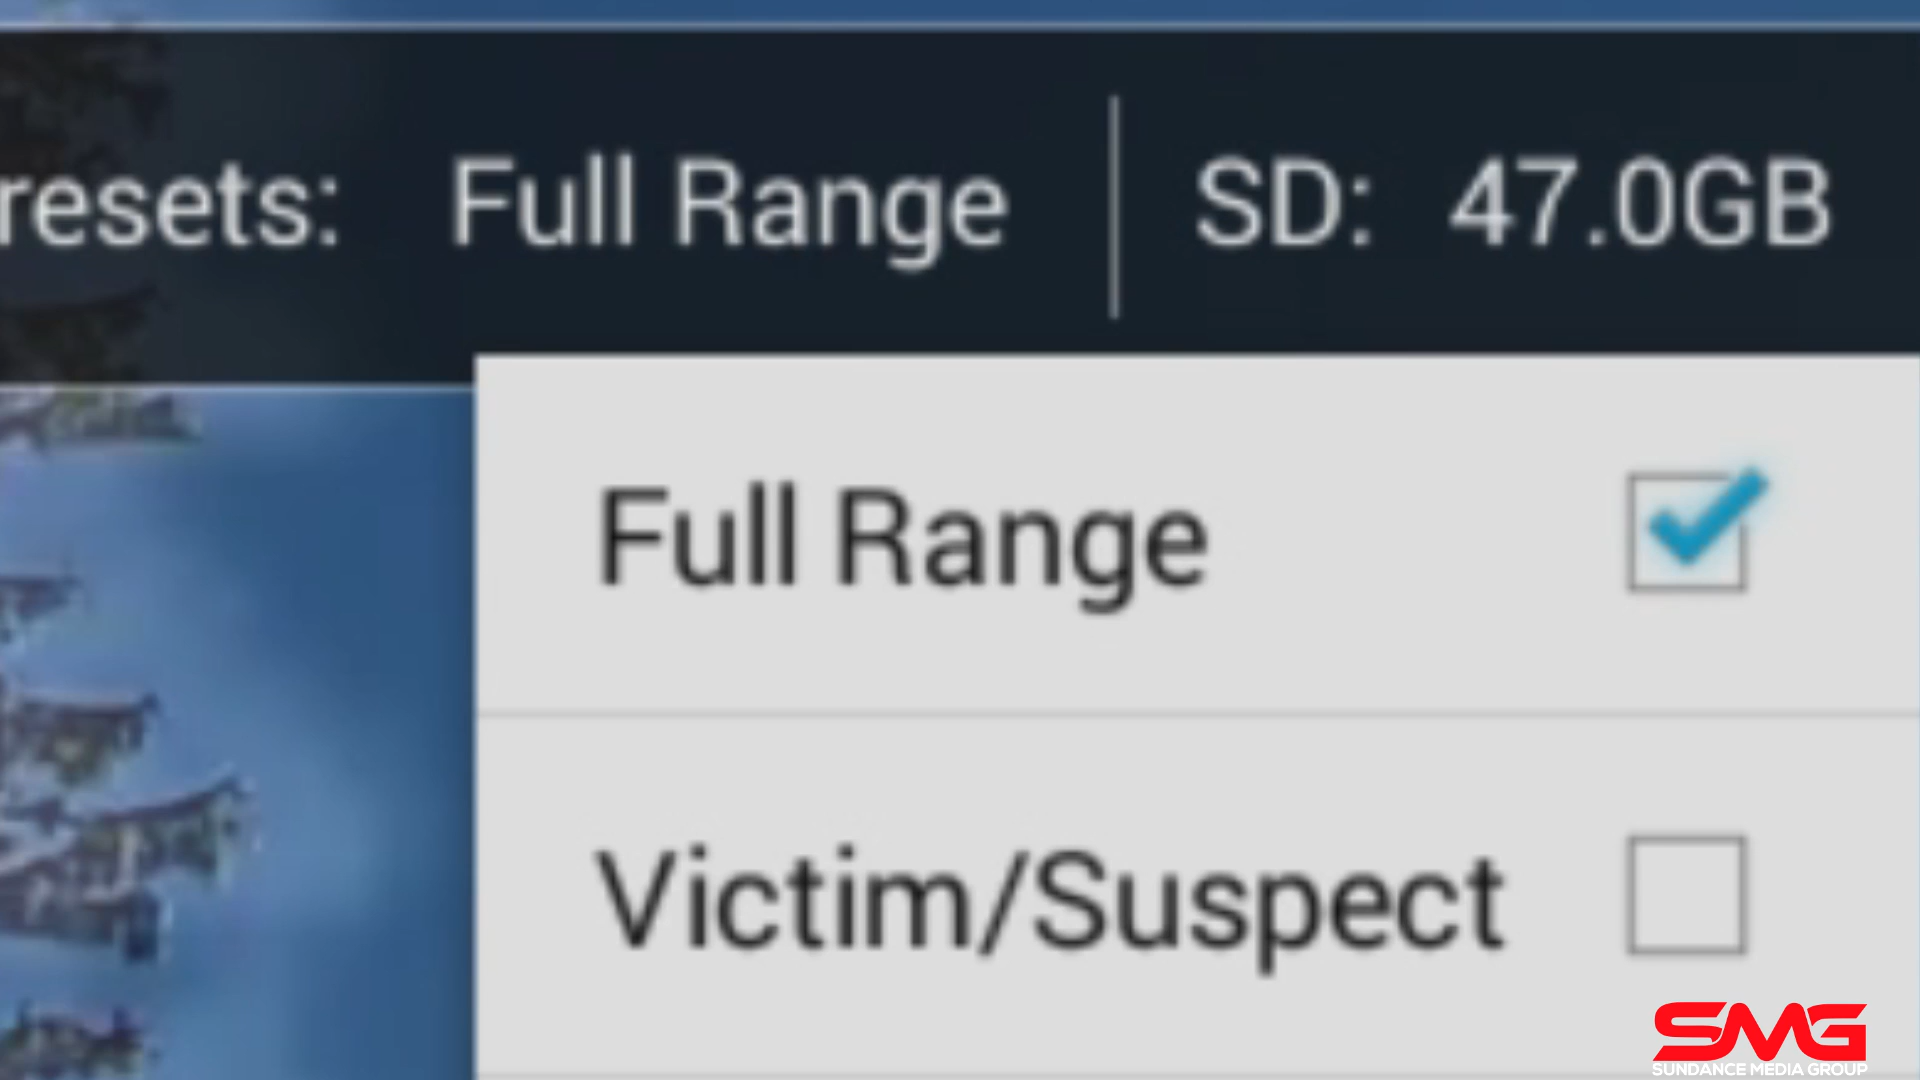 resets: Full Range SD: 47.0GB
Full Range
Victim/Suspect
SMG
SUNDANCE MEDIA GROUP